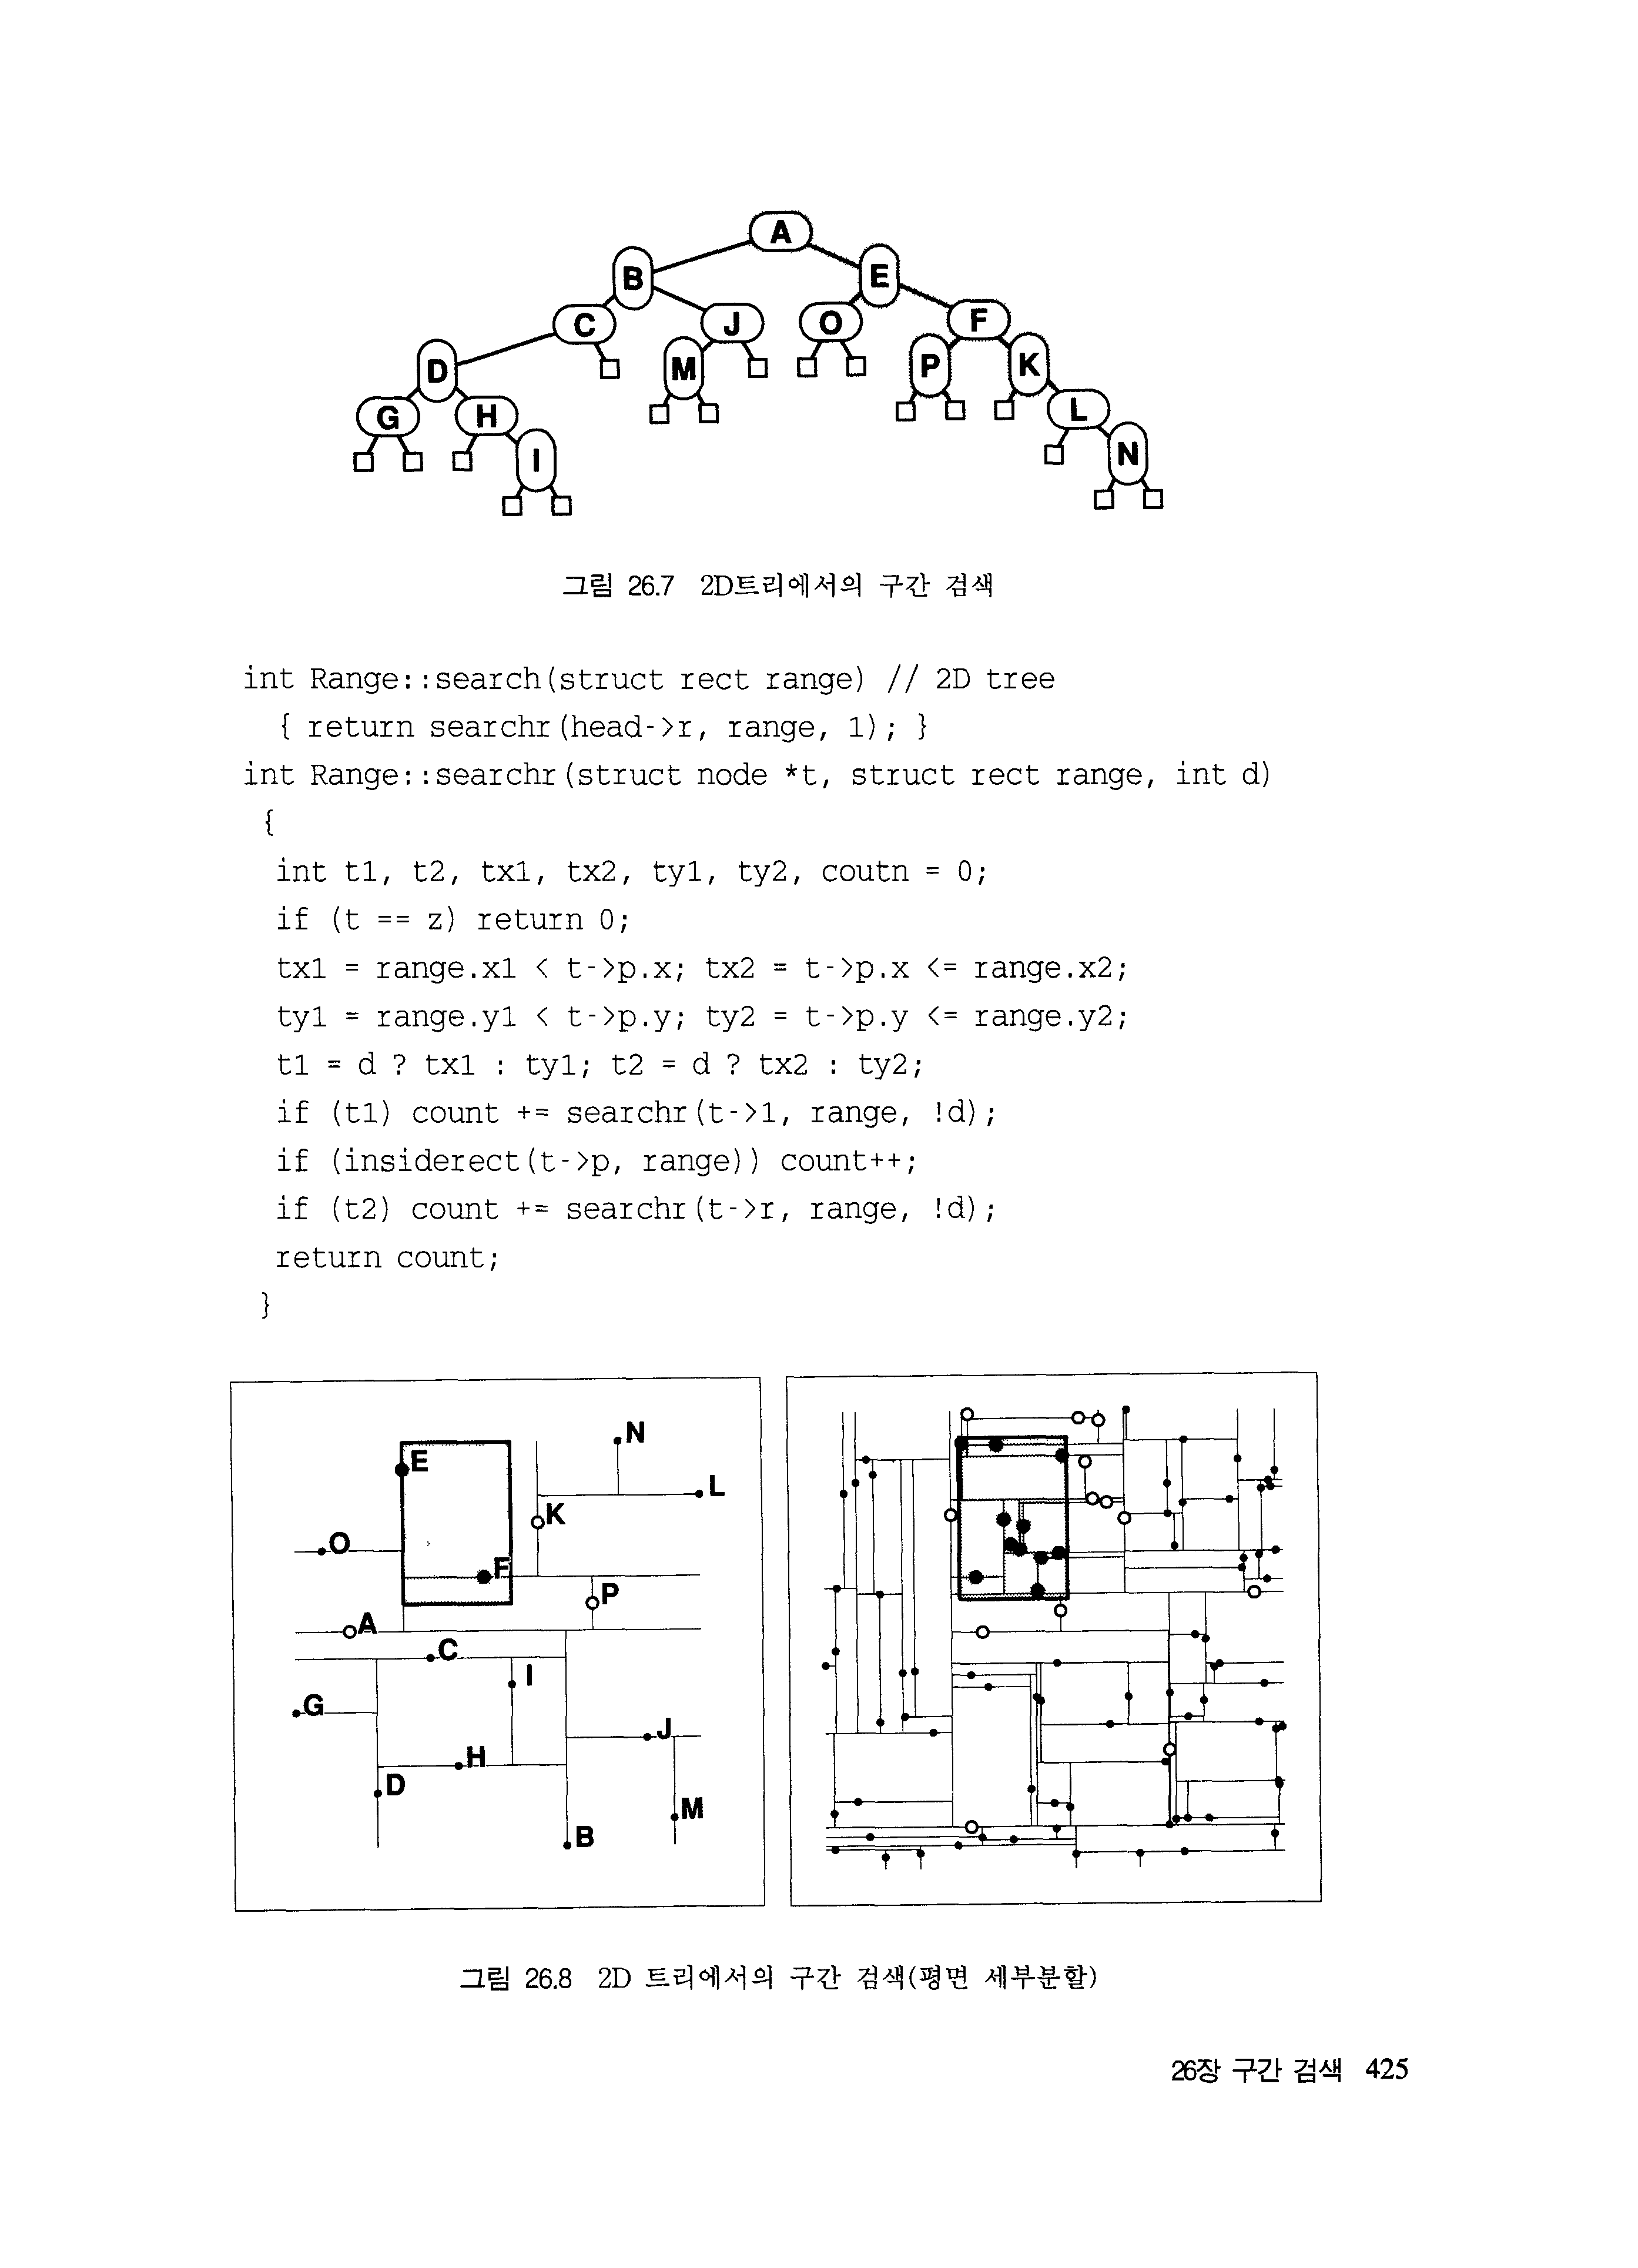 A
B
E
C
J
O
F
D
M
P
K
G
H
L
I
N
그림 26.7 2D트리에서의 구간 검색
int Range::search(struct rect range) // 2D tree
{ return searchr(head->r, range, 1); }
int Range::searchr(struct node *t, struct rect range, int d)
{
int t1, t2, tx1, tx2, ty1, ty2, coutn = 0;
if (t == z) return 0;
tx1 = range.x1 < t->p.x; tx2 = t->p.x <= range.x2;
ty1 = range.y1 < t->p.y; ty2 = t->p.y <= range.y2;
t1 = d ? tx1 : ty1; t2 = d ? tx2 : ty2;
if (t1) count += searchr(t->1, range, !d);
if (insiderect(t->p, range)) count++;
if (t2) count += searchr(t->r, range, !d);
return count;
}
N
E
L
K
O
F
P
A
C
I
G
J
H
D
M
B
그림 26.8 2D 트리에서의 구간 검색(평면 세부분할)
26장 구간 검색 425